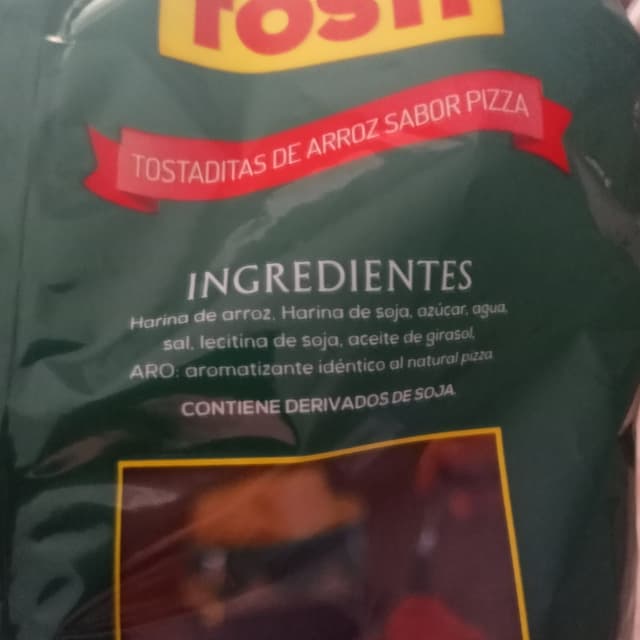 TOSTADITAS DE ARROZ SABOR PIZZA
INGREDIENTES
Harina de arroz, Harina de soja, azúcar, agua,
sal, lecitina de soja, aceite de girasol,
ARO: aromatizante idéntico al natural pizza
CONTIENE DERIVADOS DE SOJA